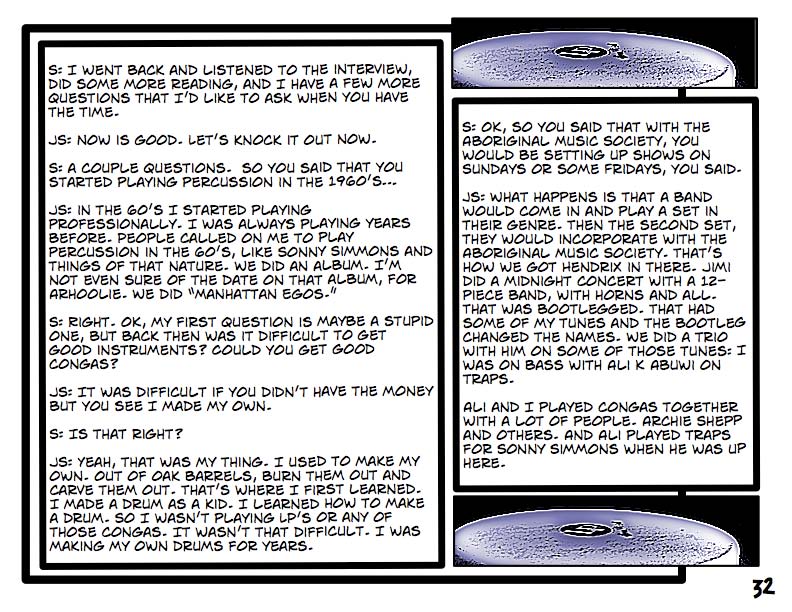 S: I WENT BACK AND LISTENED TO THE INTERVIEW,
DID SOME MORE READING, AND I HAVE A FEW MORE
QUESTIONS THAT I'D LIKE TO ASK WHEN YOU HAVE
THE TIME.
JS: NOW IS GOOD. LET'S KNOCK IT OUT NOW.
S: A COUPLE QUESTIONS. SO YOU SAID THAT YOU
STARTED PLAYING PERCUSSION IN THE 1960'S...
JS: IN THE 60'S I STARTED PLAYING
PROFESSIONALLY. I WAS ALWAYS PLAYING YEARS
BEFORE. PEOPLE CALLED ON ME TO PLAY
PERCUSSION IN THE 60'S, LIKE SONNY SIMMONS AND
THINGS OF THAT NATURE. WE DID AN ALBUM. I'M
NOT EVEN SURE OF THE DATE ON THAT ALBUM, FOR
ARHOOLIE. WE DID "MANHATTAN EGOS."
S: RIGHT. OK, MY FIRST QUESTION IS MAYBE A STUPID
ONE, BUT BACK THEN WAS IT DIFFICULT TO GET
GOOD INSTRUMENTS? COULD YOU GET GOOD
CONGAS?
JS: IT WAS DIFFICULT IF YOU DIDN'T HAVE THE MONEY
BUT YOU SEE I MADE MY OWN.
S: IS THAT RIGHT?
JS: YEAH, THAT WAS MY THING. I USED TO MAKE MY
OWN. OUT OF OAK BARRELS, BURN THEM OUT AND
CARVE THEM OUT. THAT'S WHERE I FIRST LEARNED.
I MADE A DRUM AS A KID. I LEARNED HOW TO MAKE
A DRUM. SO I WASN'T PLAYING LP'S OR ANY OF
THOSE CONGAS. IT WASN'T THAT DIFFICULT. I WAS
MAKING MY OWN DRUMS FOR YEARS.
S: OK, SO YOU SAID THAT WITH THE
ABORIGINAL MUSIC SOCIETY, YOU
WOULD BE SETTING UP SHOWS ON
SUNDAYS OR SOME FRIDAYS, YOU SAID.
JS: WHAT HAPPENS IS THAT A BAND
WOULD COME IN AND PLAY A SET IN
THEIR GENRE. THEN THE SECOND SET,
THEY WOULD INCORPORATE WITH THE
ABORIGINAL MUSIC SOCIETY. THAT'S
HOW WE GOT HENDRIX IN THERE. JIMI
DID A MIDNIGHT CONCERT WITH A 12-
PIECE BAND, WITH HORNS AND ALL.
THAT WAS BOOTLEGGED. THAT HAD
SOME OF MY TUNES AND THE BOOTLEG
CHANGED THE NAMES. WE DID A TRIO
WITH HIM ON SOME OF THOSE TUNES: I
WAS ON BASS WITH ALI K ABUWI ON
TRAPS.
ALI AND I PLAYED CONGAS TOGETHER
WITH A LOT OF PEOPLE. ARCHIE SHEPP
AND OTHERS. AND ALI PLAYED TRAPS
FOR SONNY SIMMONS WHEN HE WAS UP
HERE.
32